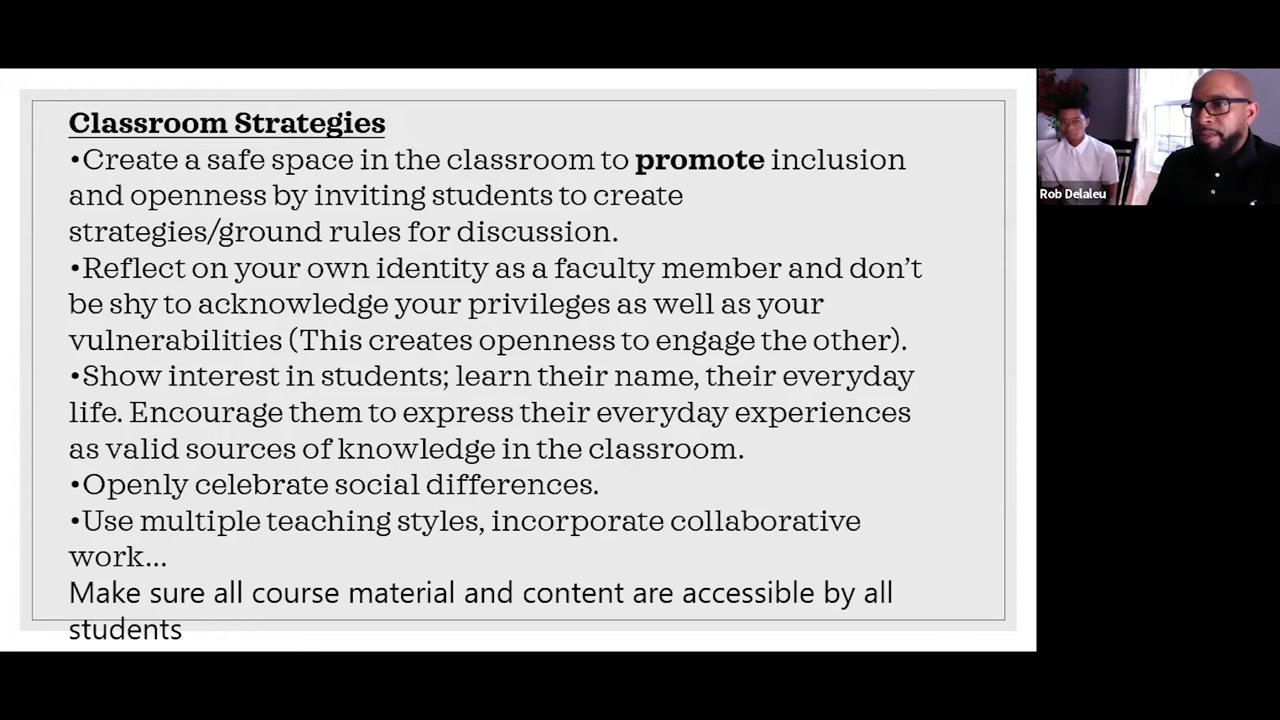 Classroom Strategies
•Create a safe space in the classroom to promote inclusion
and openness by inviting students to create
strategies/ground rules for discussion.
•Reflect on your own identity as a faculty member and don’t
be shy to acknowledge your privileges as well as your
vulnerabilities (This creates openness to engage the other).
•Show interest in students; learn their name, their everyday
life. Encourage them to express their everyday experiences
as valid sources of knowledge in the classroom.
•Openly celebrate social differences.
•Use multiple teaching styles, incorporate collaborative
work...
Make sure all course material and content are accessible by all
students
Rob Delaleu